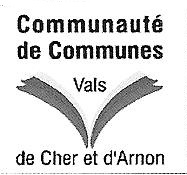 Communauté
de Communes
Vals
de Cher et d'Arnon